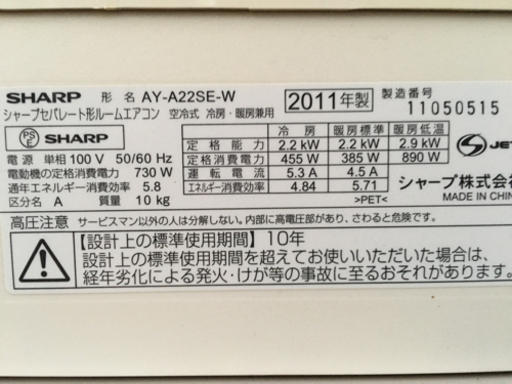 SHARP 形名 AY-A22SE-W 2011年製 製造番号
シャープセパレート形ルームエアコン 空冷式 冷房・暖房兼用 11050515
PS E SHARP
冷房 暖房標準 暖房低温
定格能力 2.2 kW 2.2 kW 2.9 kW
電源 単相100 V 50/60 Hz 定格消費電力 455 W 385 W 890 W JET
電動機の定格消費電力 730 W 運転電流 5.3 A 4.5 A
通年エネルギー消費効率 5.8 エネルギー消費効率 4.84 5.71 シャープ株式会
区分名 A 質量 10 kg >PET< MADE IN CHIN
高圧注意 サービスマン以外の人は分解しない。内部に高電圧部があり、さわると危険です。
【設計上の標準使用期間】10年
設計上の標準使用期間を超えてお使いいただいた場合は、
経年劣化による発火・けが等の事故に至るおそれがあります。